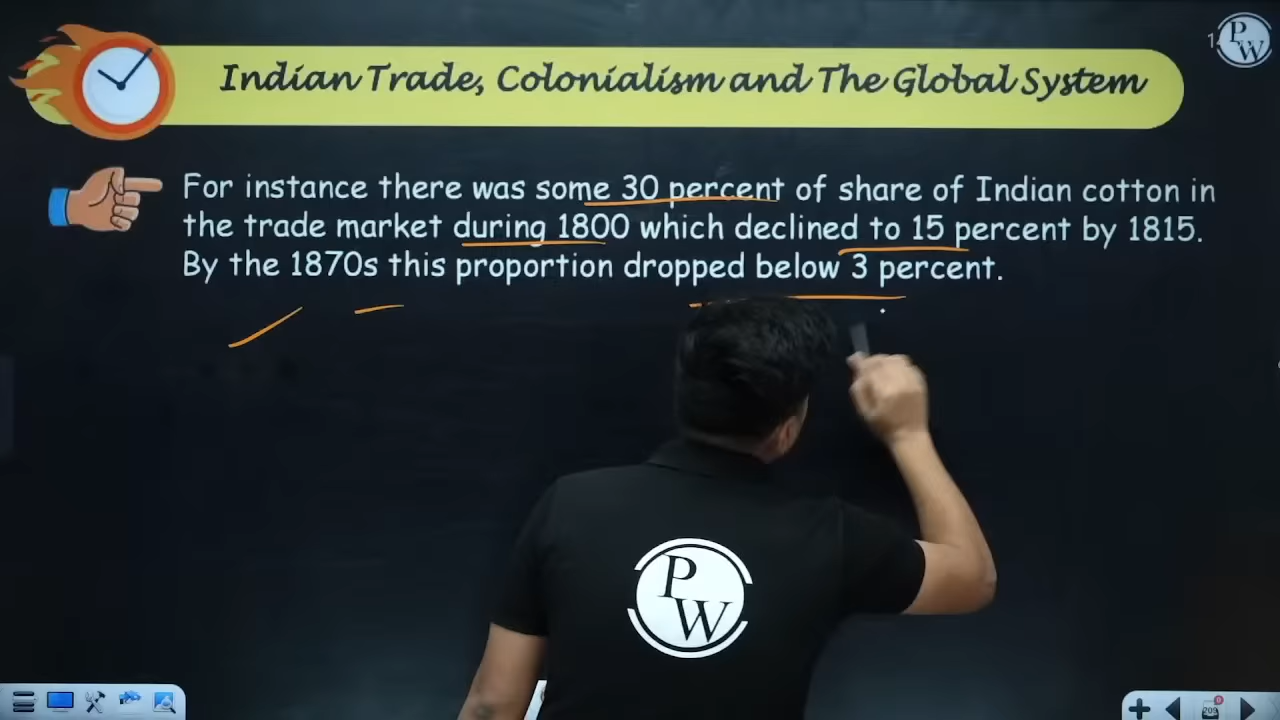 Indian Trade, Colonialism and The Global System
P
W
For instance there was some 30 percent of share of Indian cotton in
the trade market during 1800 which declined to 15 percent by 1815.
By the 1870s this proportion dropped below 3 percent.
P
W
209